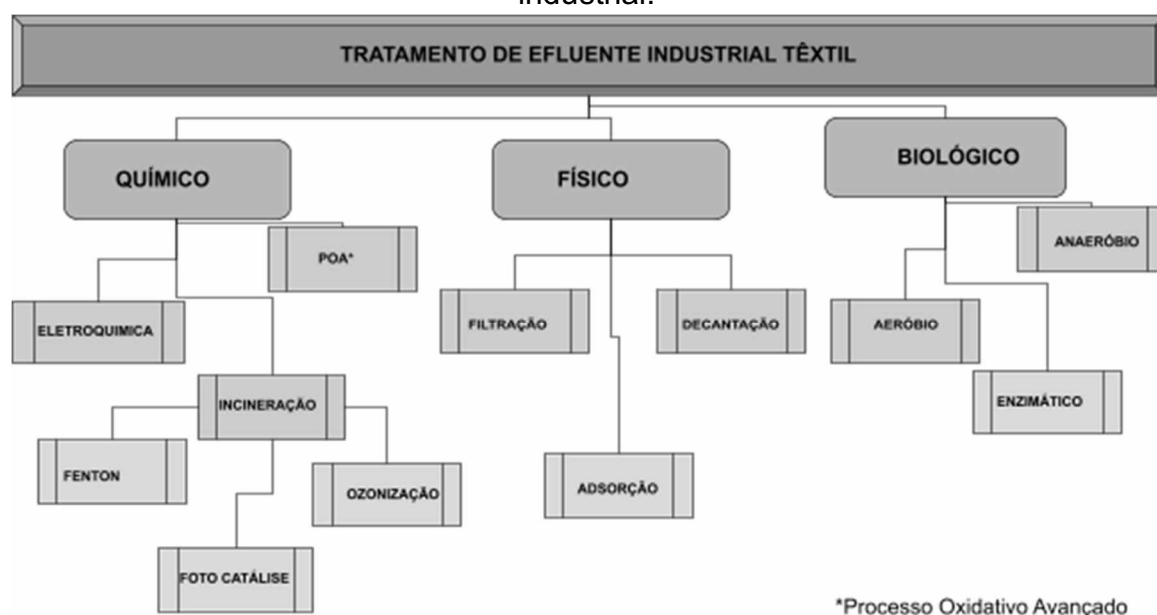 industrial.
TRATAMENTO DE EFLUENTE INDUSTRIAL TÊXTIL
QUÍMICO
FÍSICO
BIOLÓGICO
POA*
ANAERÓBIO
ELETROQUIMICA
FILTRAÇÃO
DECANTAÇÃO
AERÓBIO
INCINERAÇÃO
ENZIMÁTICO
FENTON
OZONIZAÇÃO
ADSORÇÃO
FOTO CATÁLISE
*Processo Oxidativo Avançado